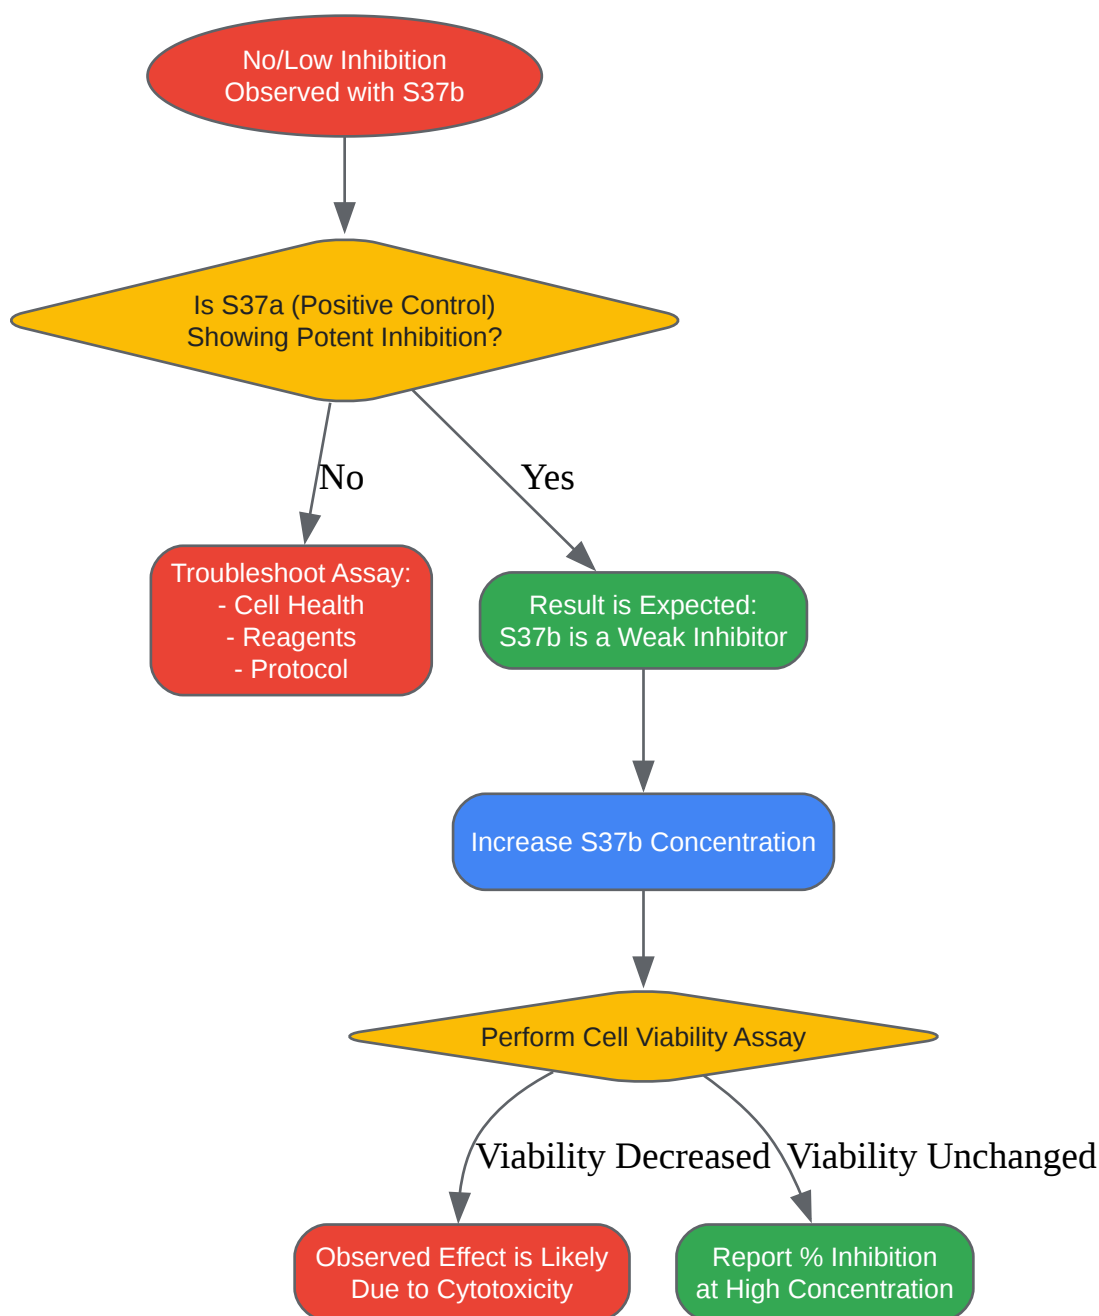 No/Low Inhibition
Observed with S37b
Is S37a (Positive Control)
Showing Potent Inhibition?
No
Yes
Troubleshoot Assay:
- Cell Health
- Reagents
- Protocol
Result is Expected:
S37b is a Weak Inhibitor
Increase S37b Concentration
Perform Cell Viability Assay
Viability Decreased
Viability Unchanged
Observed Effect is Likely
Due to Cytotoxicity
Report % Inhibition
at High Concentration